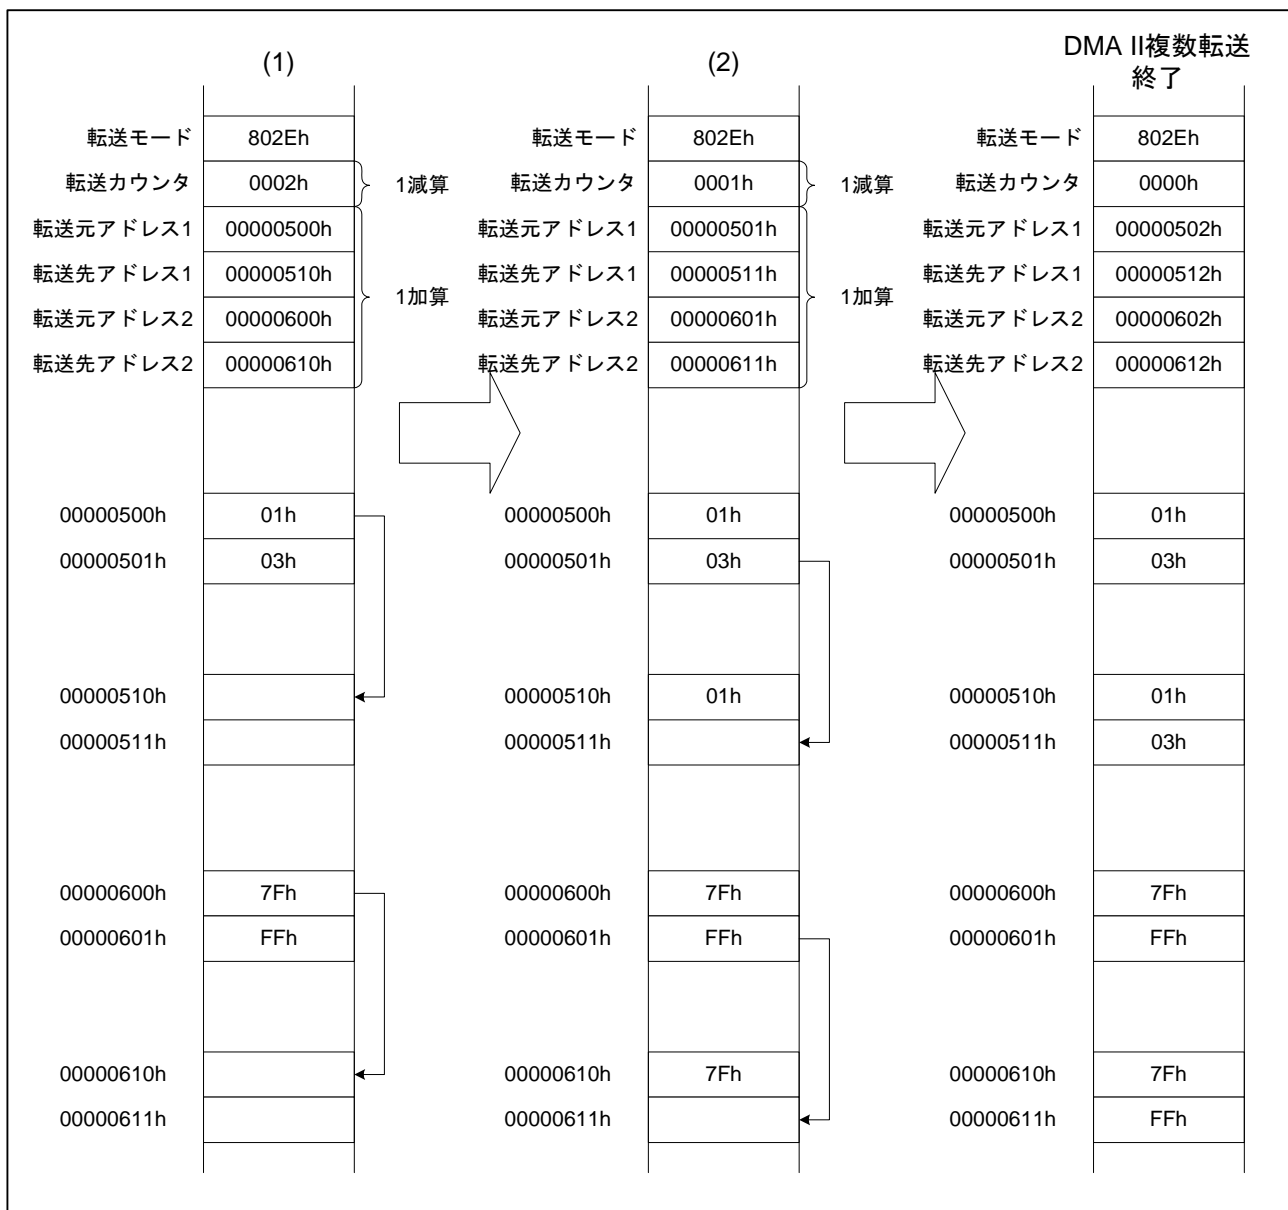 (1)
転送モード 802Eh
転送カウンタ 0002h 1減算
転送元アドレス1 00000500h
転送先アドレス1 00000510h
1加算
転送元アドレス2 00000600h
転送先アドレス2 00000610h
00000500h 01h
00000501h 03h
00000510h
00000511h
00000600h 7Fh
00000601h FFh
00000610h
00000611h
(2)
転送モード 802Eh
転送カウンタ 0001h 1減算
転送元アドレス1 00000501h
転送先アドレス1 00000511h
1加算
転送元アドレス2 00000601h
転送先アドレス2 00000611h
00000500h 01h
00000501h 03h
00000510h 01h
00000511h
00000600h 7Fh
00000601h FFh
00000610h 7Fh
00000611h
DMA II複数転送
終了
転送モード 802Eh
転送カウンタ 0000h
転送元アドレス1 00000502h
転送先アドレス1 00000512h
転送元アドレス2 00000602h
転送先アドレス2 00000612h
00000500h 01h
00000501h 03h
00000510h 01h
00000511h 03h
00000600h 7Fh
00000601h FFh
00000610h 7Fh
00000611h FFh